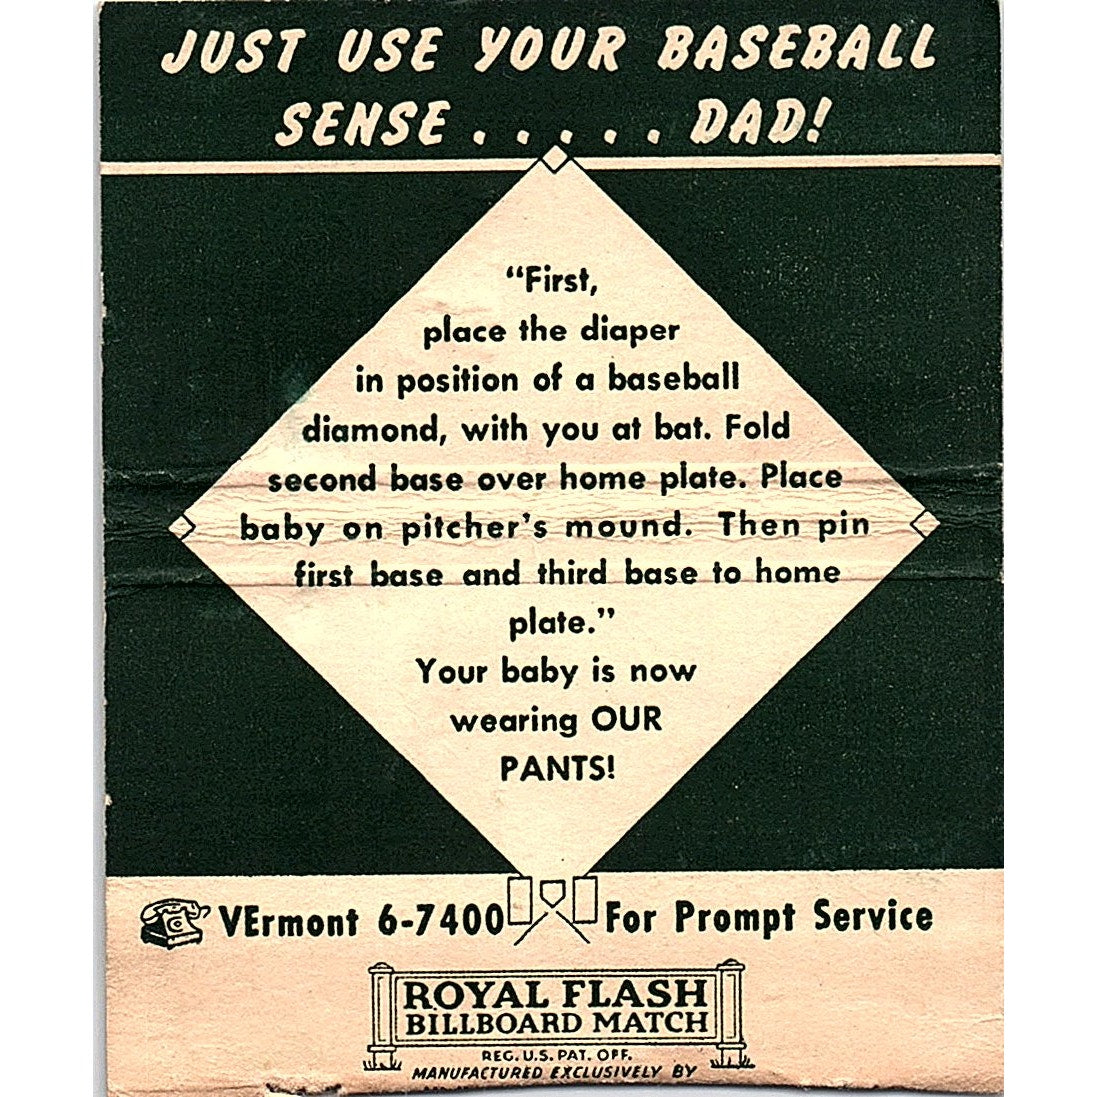 JUST USE YOUR BASEBALL
SENSE . . . . . DAD!
"First,
place the diaper
in position of a baseball
diamond, with you at bat. Fold
second base over home plate. Place
baby on pitcher's mound. Then pin
first base and third base to home
plate."
Your baby is now
wearing OUR
PANTS!
VErmont 6-7400 For Prompt Service
ROYAL FLASH
BILLBOARD MATCH
REG. U.S. PAT. OFF.
MANUFACTURED EXCLUSIVELY BY